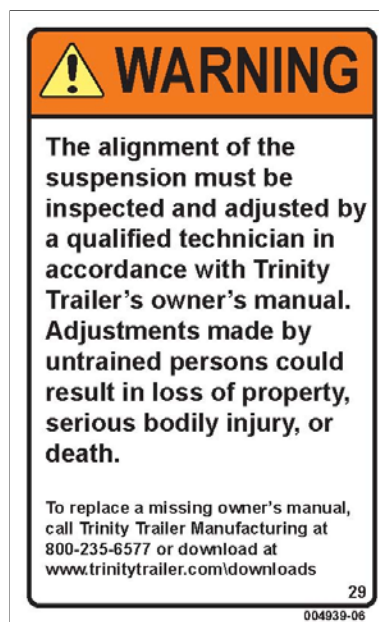 WARNING
The alignment of the
suspension must be
inspected and adjusted by
a qualified technician in
accordance with Trinity
Trailer's owner's manual.
Adjustments made by
untrained persons could
result in loss of property,
serious bodily injury, or
death.
To replace a missing owner's manual,
call Trinity Trailer Manufacturing at
800-235-6577 or download at
www.trinitytrailer.com\downloads
29
004939-06